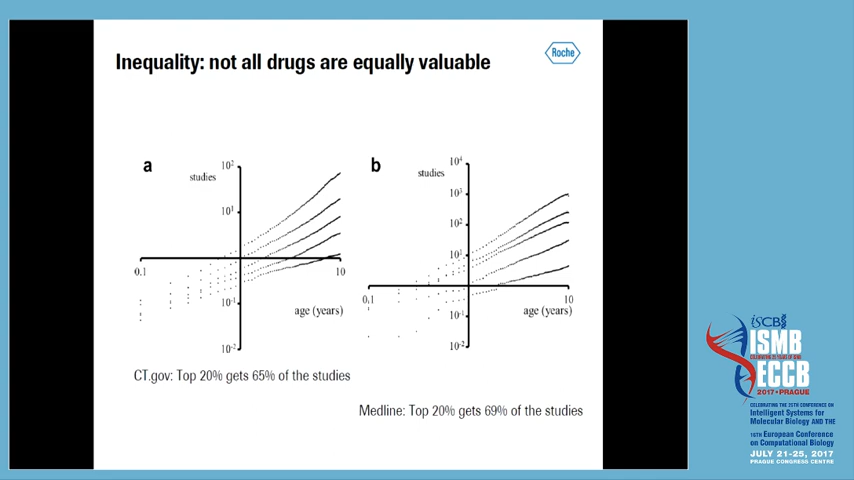 Inequality: not all drugs are equally valuable
Roche
a
studies
10²
10¹
0.1
10
10⁻¹
age (years)
10⁻²
b
studies
10⁴
10³
10²
10¹
0,1
10
10⁻¹
age (years)
10⁻²
CT.gov: Top 20% gets 65% of the studies
Medline: Top 20% gets 69% of the studies
iSCB
ISMB
ECCB
2017 • PRAGUE
CELEBRATING THE 25TH CONFERENCE ON
Intelligent Systems for
Molecular Biology AND THE
16TH European Conference
on Computational Biology
JULY 21-25, 2017
PRAGUE CONGRESS CENTRE